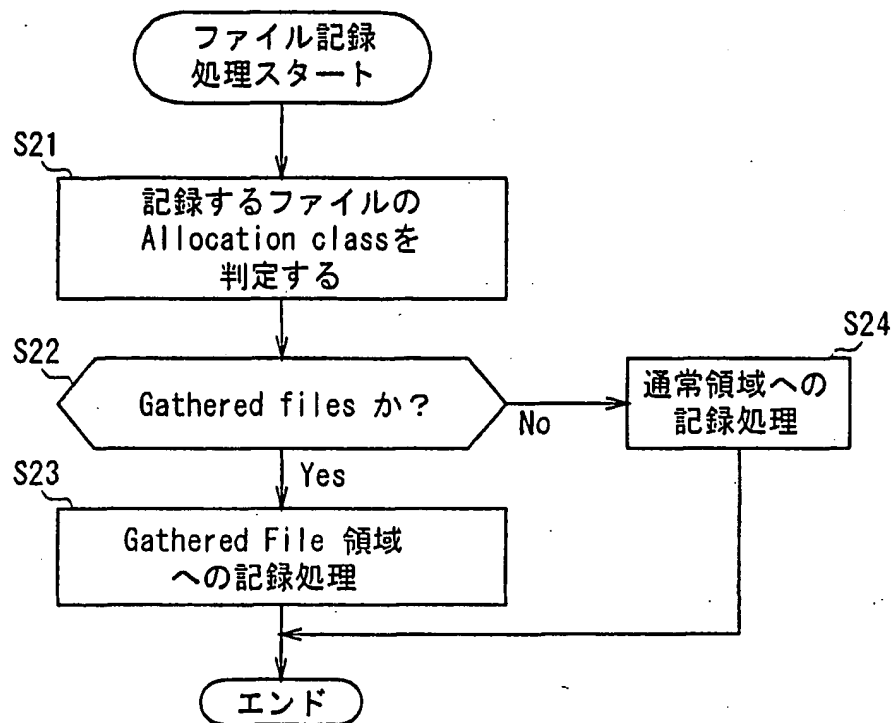 ファイル記録
処理スタート
S21
記録するファイルの
Allocation classを
判定する
S22
Gathered files か?
No
S24
通常領域への
記録処理
Yes
S23
Gathered File 領域
への記録処理
エンド